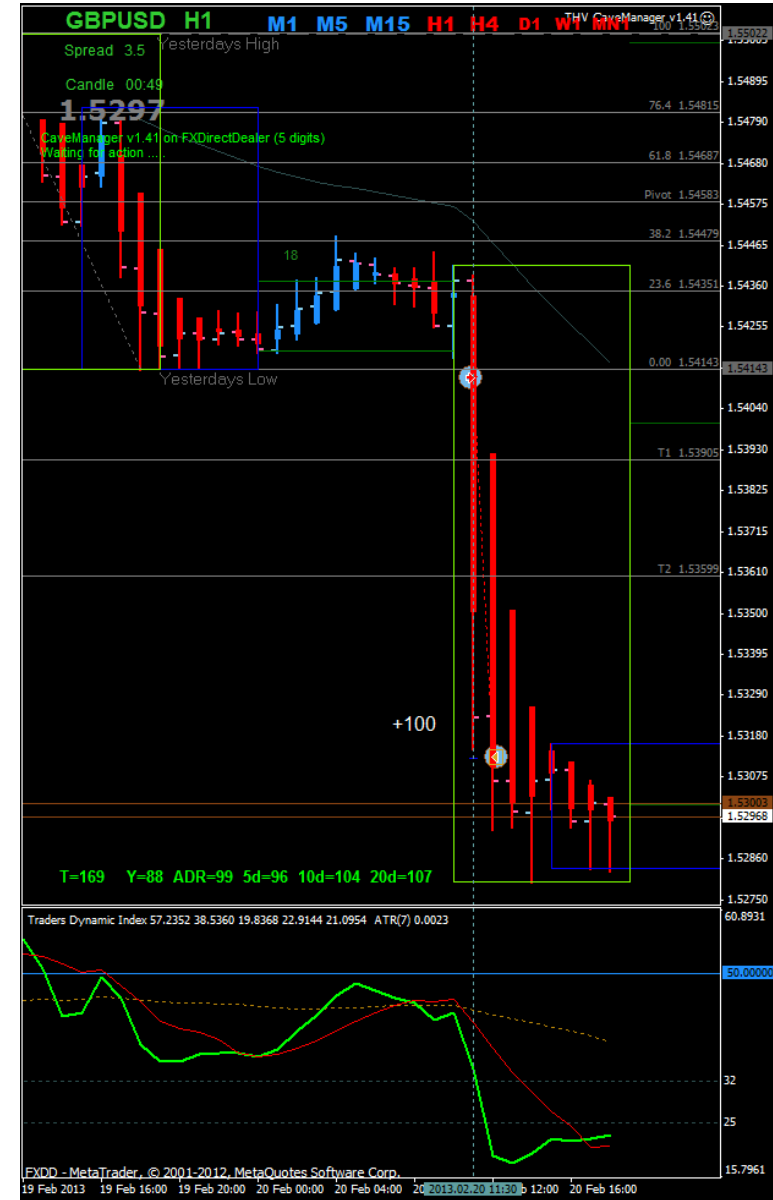 GBPUSD H1 M1 M5 M15 H1 H4 D1 W1 MN1
THV CaveManager v1.41
100 1.55023
1.55022
1.55005
Spread 3.5
Yesterdays High
Candle 00:49
1.5297
CaveManager v1.41 on FXDirectDealer (5 digits)
Waiting for action .....
1.54895
76.4 1.54815
1.54790
61.8 1.54687
1.54680
Pivot 1.54583
1.54575
38.2 1.54479
1.54465
18
23.6 1.54351
1.54360
1.54255
0.00 1.54143
1.54143
Yesterdays Low
1.54040
T1 1.53905
1.53930
1.53825
1.53715
T2 1.53599
1.53610
1.53500
1.53395
1.53290
+100
1.53180
1.53075
1.53003
1.52968
1.52860
T=169 Y=88 ADR=99 5d=96 10d=104 20d=107
1.52750
Traders Dynamic Index 57.2352 38.5360 19.8368 22.9144 21.0954 ATR(7) 0.0023
60.8931
50.00000
32
25
15.7961
FXDD - MetaTrader, © 2001-2012, MetaQuotes Software Corp.
19 Feb 2013 19 Feb 16:00 19 Feb 20:00 20 Feb 00:00 20 Feb 04:00 20 2013.02.20 11:30 b 12:00 20 Feb 16:00